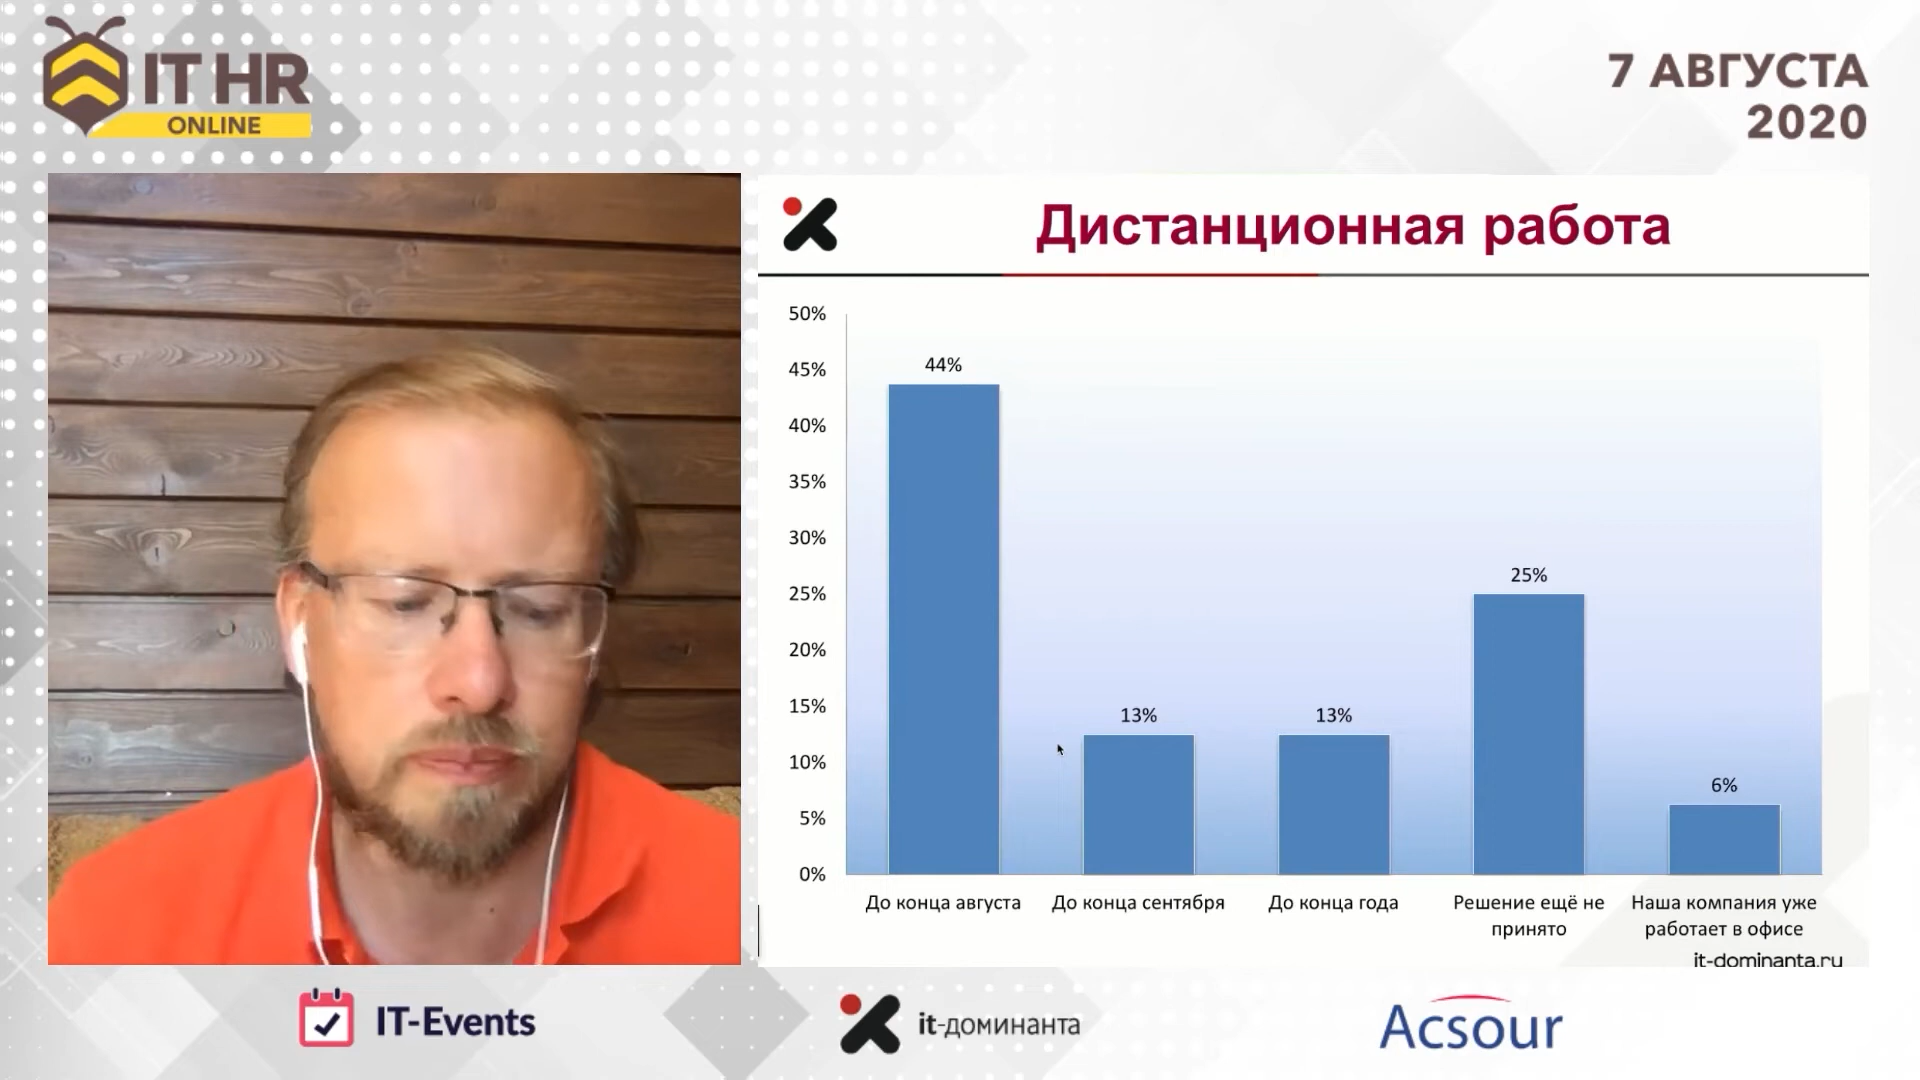 IT HR
ONLINE
7 АВГУСТА
2020
Дистанционная работа
50%
45%
40%
35%
30%
25%
20%
15%
10%
5%
0%
44%
13%
13%
25%
6%
До конца августа
До конца сентября
До конца года
Решение ещё не
принято
Наша компания уже
работает в офисе
it-dominanta.ru
IT-Events
it-доминанта
Acsour